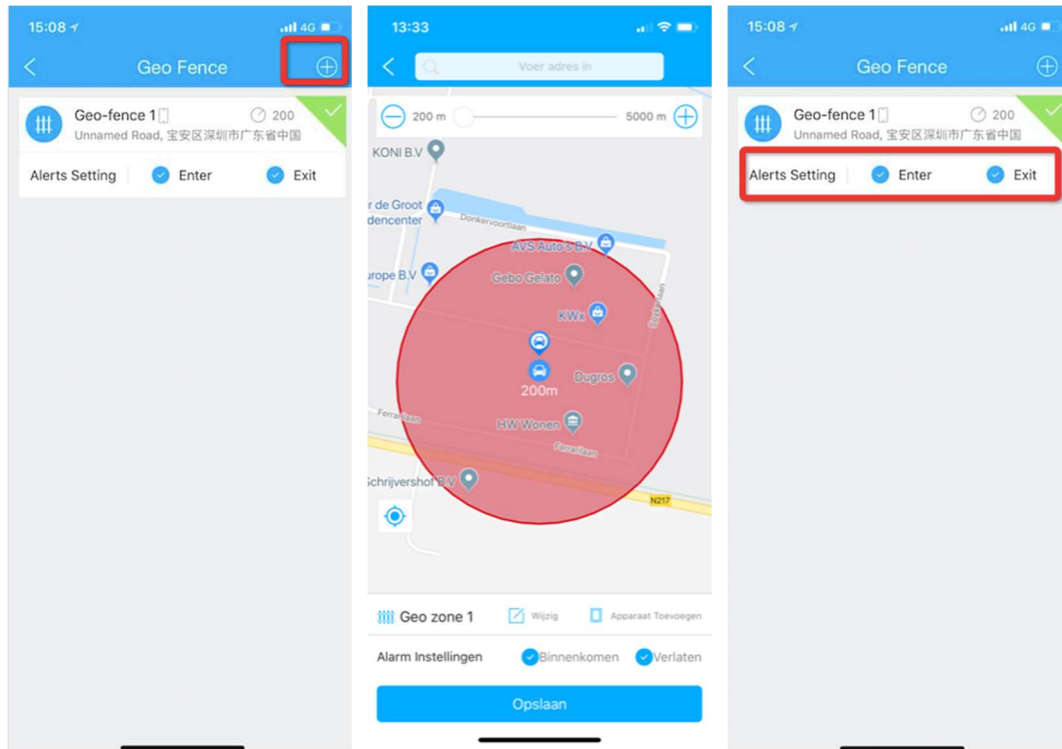 15:08
4G
Geo Fence
Geo-fence 1
200
Unnamed Road, 宝安区深圳市广东省中国
Alerts Setting
Enter
Exit
13:33
Voer adres in
200 m
5000 m
KONI B.V
r de Groot
dencenter
Donkervoortlaan
AVS Auto's B.V
urope B.V
Gebo Gelato
Spykerlaan
KWx
Dugros
200m
Ferrarilaan
HW Wonen
Ferrarilaan
Schrijvershof B.V
N217
Geo zone 1
Wijzig
Apparaat Toevoegen
Alarm Instellingen
Binnenkomen
Verlaten
Opslaan
15:08
4G
Geo Fence
Geo-fence 1
200
Unnamed Road, 宝安区深圳市广东省中国
Alerts Setting
Enter
Exit